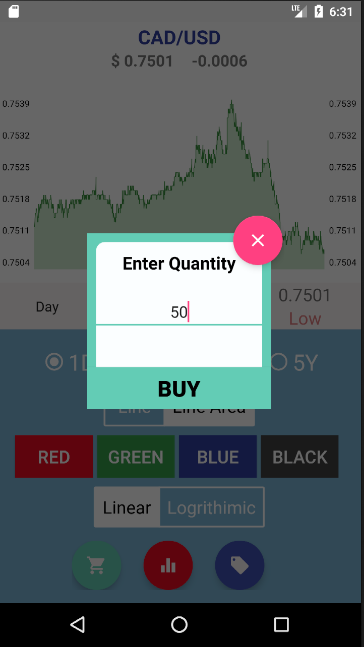 LTE 6:31
CAD/USD
$ 0.7501 -0.0006
0.7539 0.7539
0.7532 0.7532
0.7525 0.7525
0.7518 0.7518
0.7511 0.7511
0.7504 0.7504
Enter Quantity
50
BUY
Day 0.7501
Low
1D 5Y
Line Line Area
RED GREEN BLUE BLACK
Linear Logrithimic